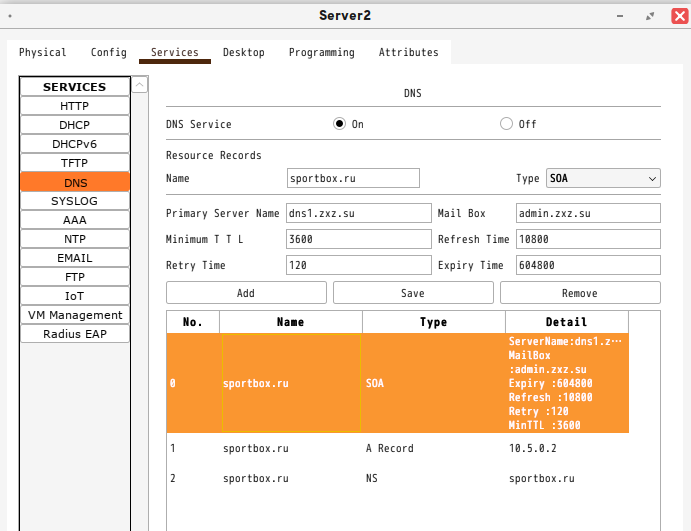 Server2
Physical Config Services Desktop Programming Attributes
SERVICES
HTTP
DHCP
DHCPv6
TFTP
DNS
SYSLOG
AAA
NTP
EMAIL
FTP
IoT
VM Management
Radius EAP
DNS
DNS Service On Off
Resource Records
Name sportbox.ru Type SOA
Primary Server Name dns1.zxz.su Mail Box admin.zxz.su
Minimum T T L 3600 Refresh Time 10800
Retry Time 120 Expiry Time 604800
Add Save Remove
No. Name Type Detail
0 sportbox.ru SOA
ServerName:dns1.z…
MailBox
:admin.zxz.su
Expiry :604800
Refresh :10800
Retry :120
MinTTL :3600
1 sportbox.ru A Record 10.5.0.2
2 sportbox.ru NS sportbox.ru